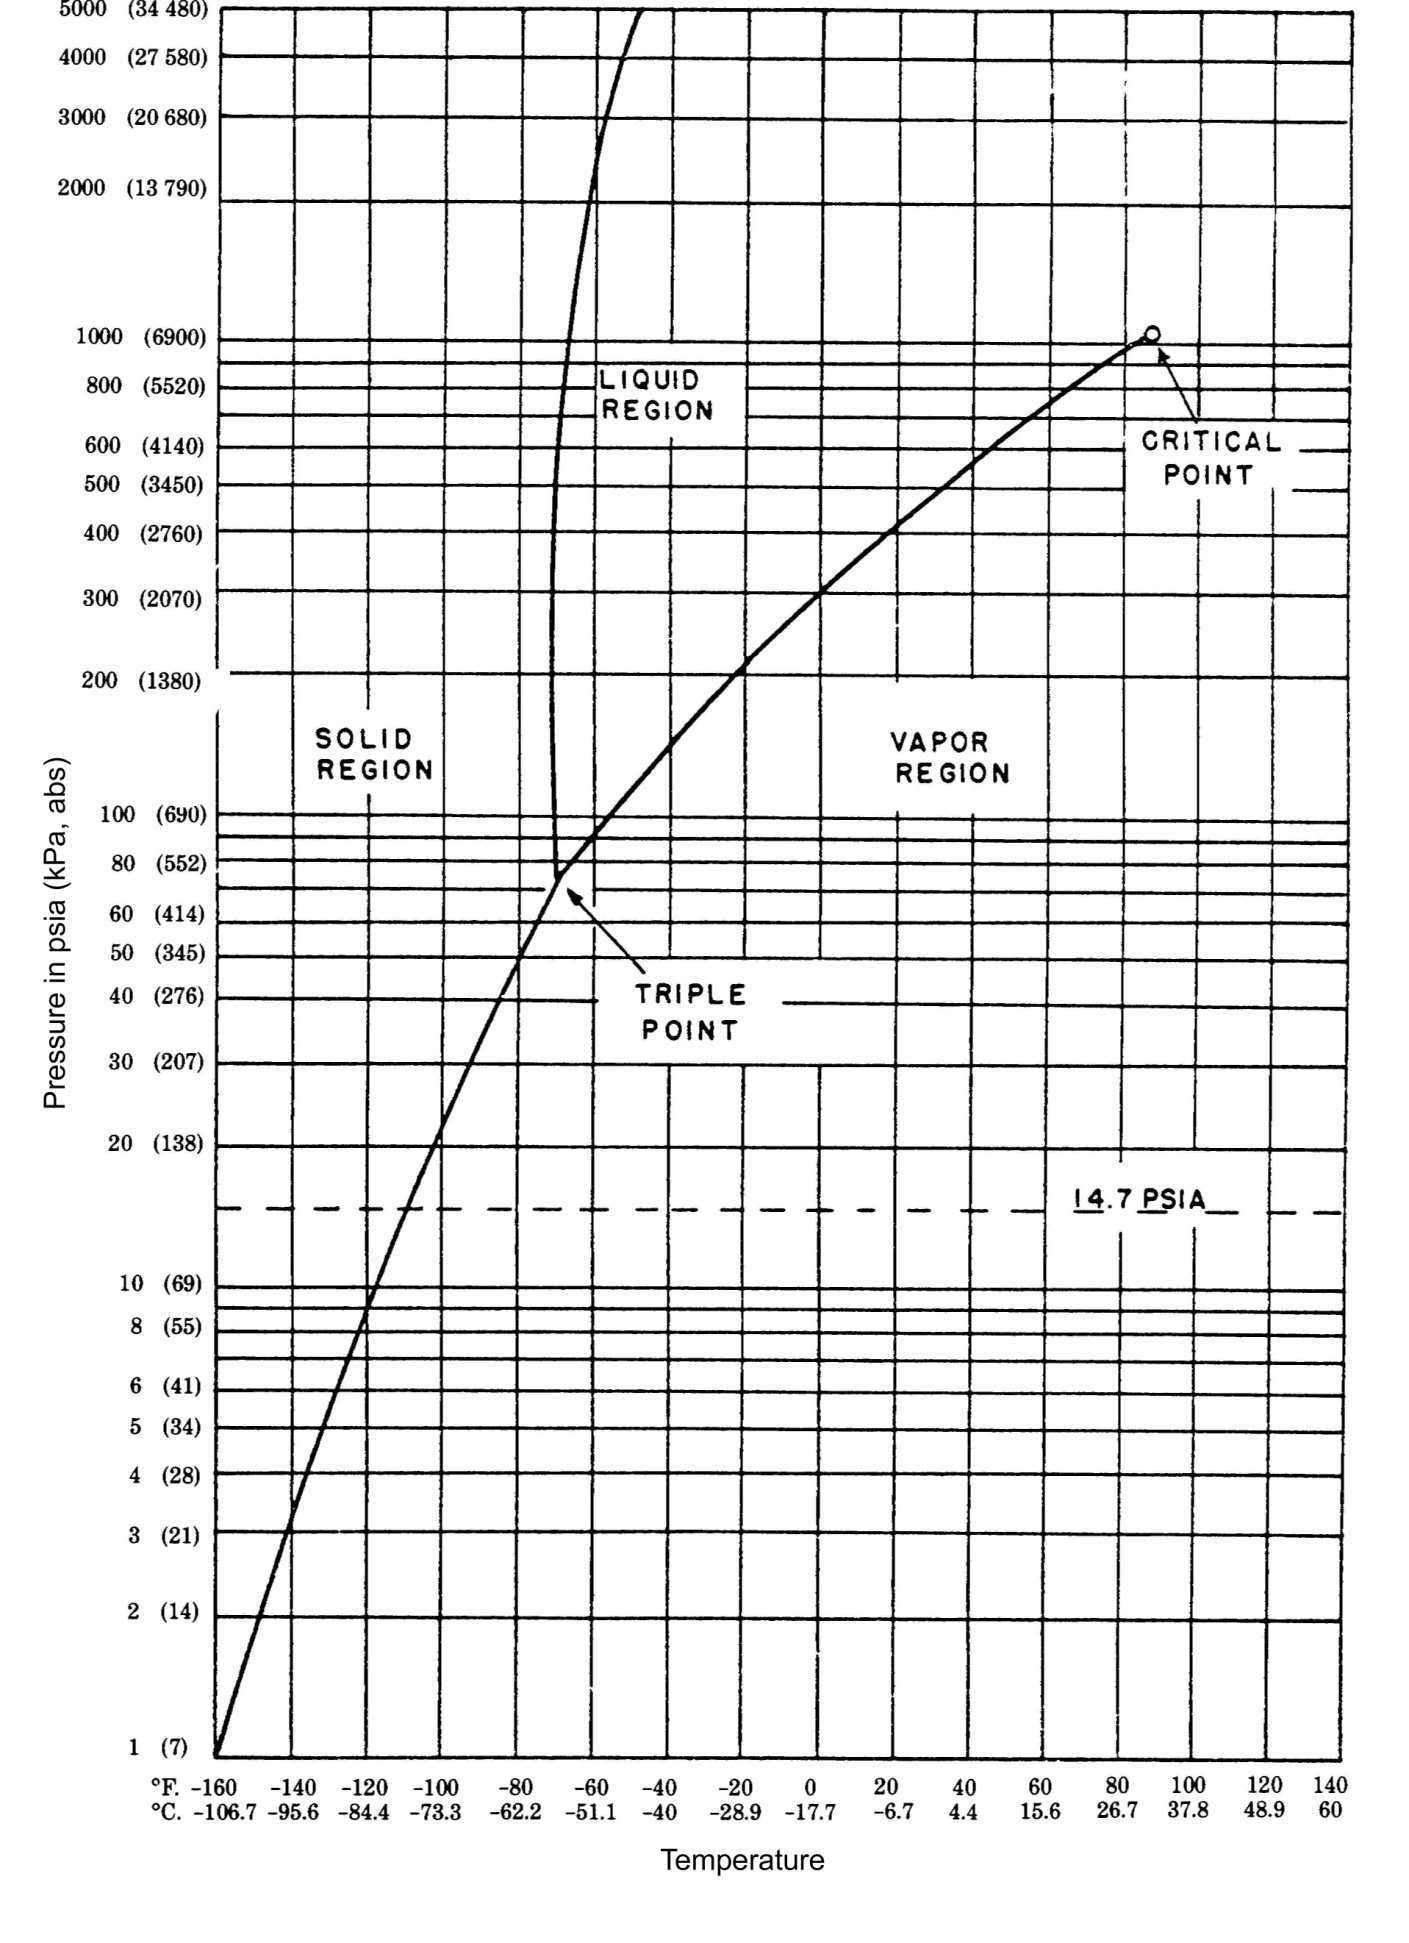 5000 (34 480)
4000 (27 580)
3000 (20 680)
2000 (13 790)
1000 (6900)
800 (5520)
LIQUID
REGION
600 (4140)
CRITICAL
POINT
500 (3450)
400 (2760)
300 (2070)
200 (1380)
SOLID
REGION
VAPOR
REGION
Pressure in psia (kPa, abs)
100 (690)
80 (552)
60 (414)
50 (345)
40 (276)
TRIPLE
POINT
30 (207)
20 (138)
14.7 PSIA
10 (69)
8 (55)
6 (41)
5 (34)
4 (28)
3 (21)
2 (14)
1 (7)
°F. -160 -140 -120 -100 -80 -60 -40 -20 0 20 40 60 80 100 120 140
°C. -106.7 -95.6 -84.4 -73.3 -62.2 -51.1 -40 -28.9 -17.7 -6.7 4.4 15.6 26.7 37.8 48.9 60
Temperature